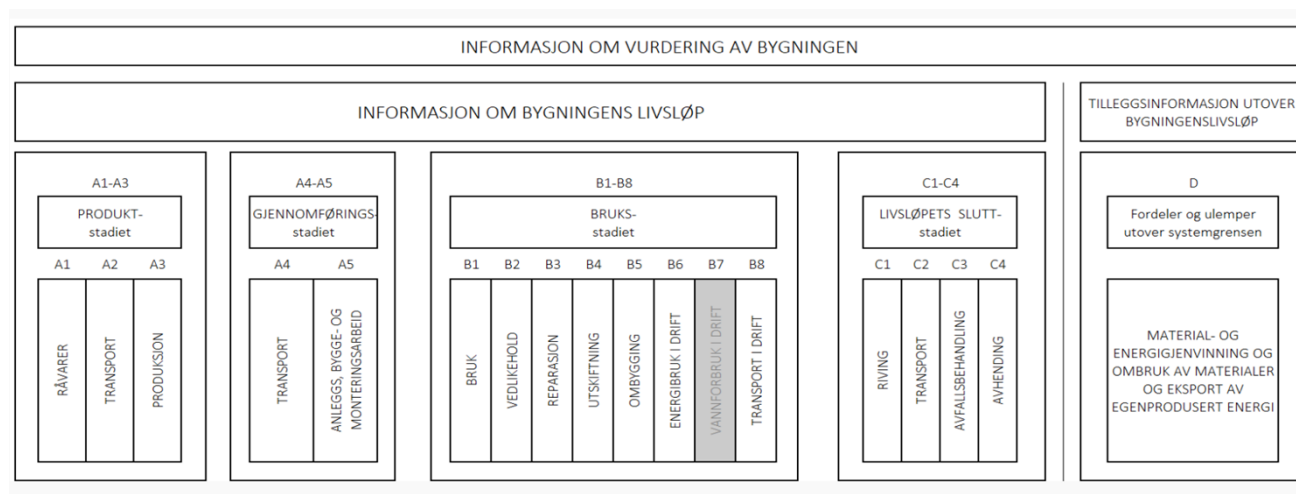 INFORMASJON OM VURDERING AV BYGNINGEN
INFORMASJON OM BYGNINGENS LIVSLØP
TILLEGGSINFORMASJON UTOVER
BYGNINGENSLIVSLØP
A1-A3
PRODUKT-
stadiet
A1 A2 A3
RÅVARER
TRANSPORT
PRODUKSJON
A4-A5
GJENNOMFØRINGS-
stadiet
A4 A5
TRANSPORT
ANLEGGS, BYGGE- OG
MONTERINGSARBEID
B1-B8
BRUKS-
stadiet
B1 B2 B3 B4 B5 B6 B7 B8
BRUK
VEDLIKEHOLD
REPARASJON
UTSKIFTNING
OMBYGGING
ENERGIBRUK I DRIFT
VANNFORBRUK I DRIFT
TRANSPORT I DRIFT
C1-C4
LIVSLØPETS SLUTT-
stadiet
C1 C2 C3 C4
RIVING
TRANSPORT
AVFALLSBEHANDLING
AVHENDING
D
Fordeler og ulemper
utover systemgrensen
MATERIAL- OG
ENERGIGJENVINNING OG
OMBRUK AV MATERIALER
OG EKSPORT AV
EGENPRODUSERT ENERGI